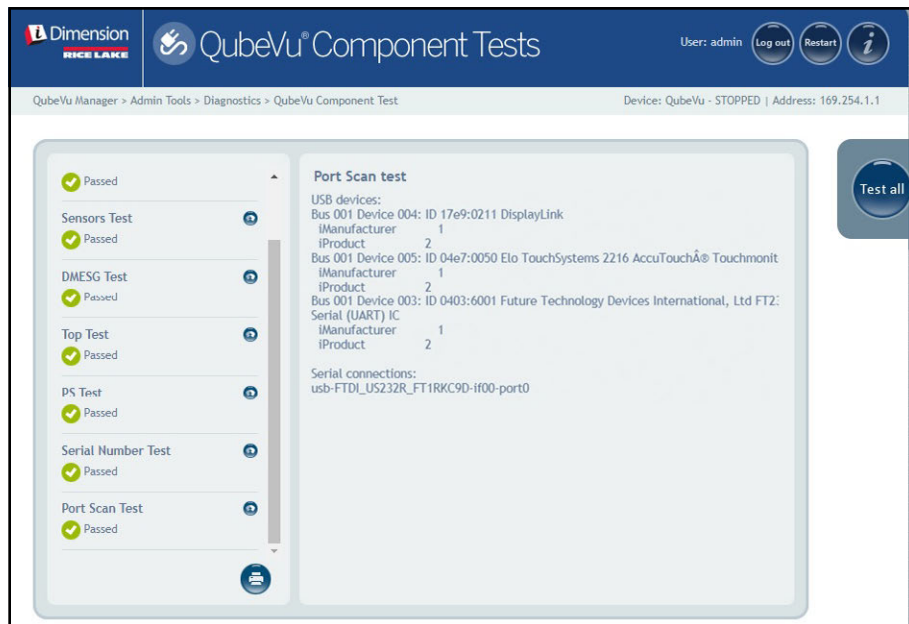 iDimension
RICE LAKE
QubeVu® Component Tests
User: admin
Log out
Restart
i
QubeVu Manager > Admin Tools > Diagnostics > QubeVu Component Test
Device: QubeVu - STOPPED | Address: 169.254.1.1
Passed
Sensors Test
Passed
DMESG Test
Passed
Top Test
Passed
PS Test
Passed
Serial Number Test
Passed
Port Scan Test
Passed
Port Scan test
USB devices:
Bus 001 Device 004: ID 17e9:0211 DisplayLink
iManufacturer 1
iProduct 2
Bus 001 Device 005: ID 04e7:0050 Elo TouchSystems 2216 AccuTouchÂ® Touchmonit
iManufacturer 1
iProduct 2
Bus 001 Device 003: ID 0403:6001 Future Technology Devices International, Ltd FT2
Serial (UART) IC
iManufacturer 1
iProduct 2
Serial connections:
usb-FTDI_US232R_FT1RKC9D-if00-port0
Test all